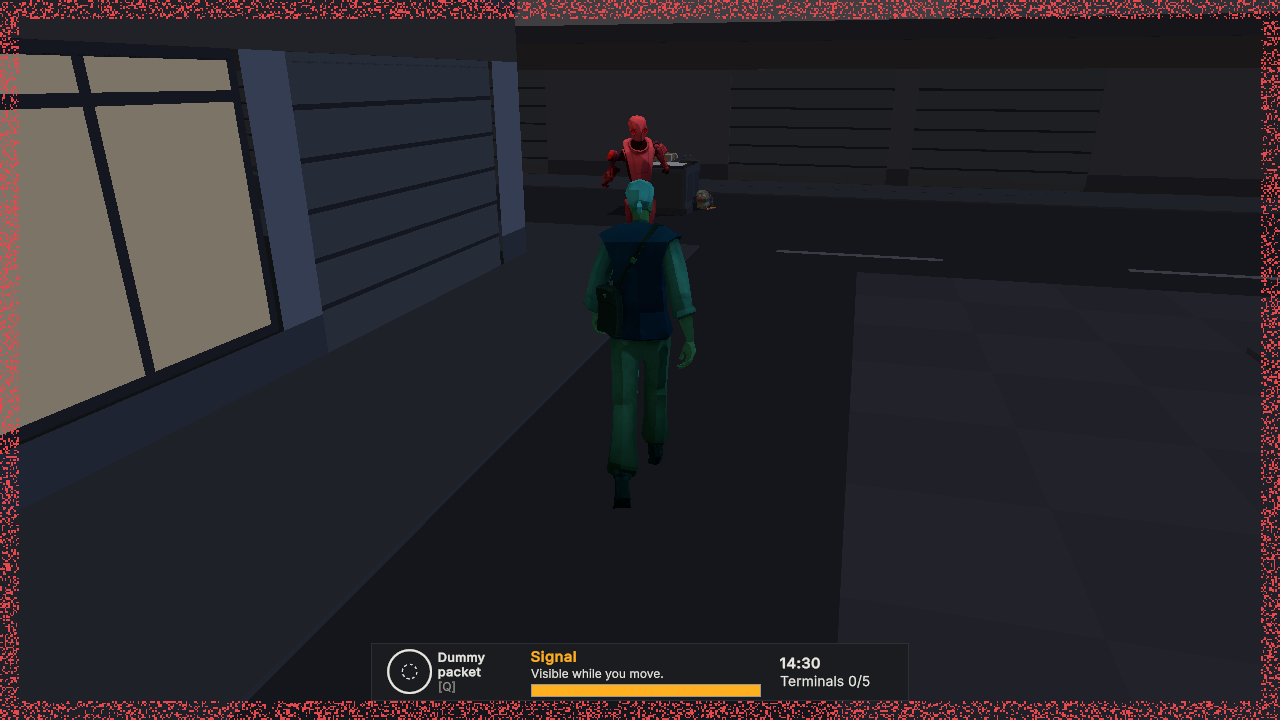 Dummy
packet
[Q]
Signal
Visible while you move.
14:30
Terminals 0/5